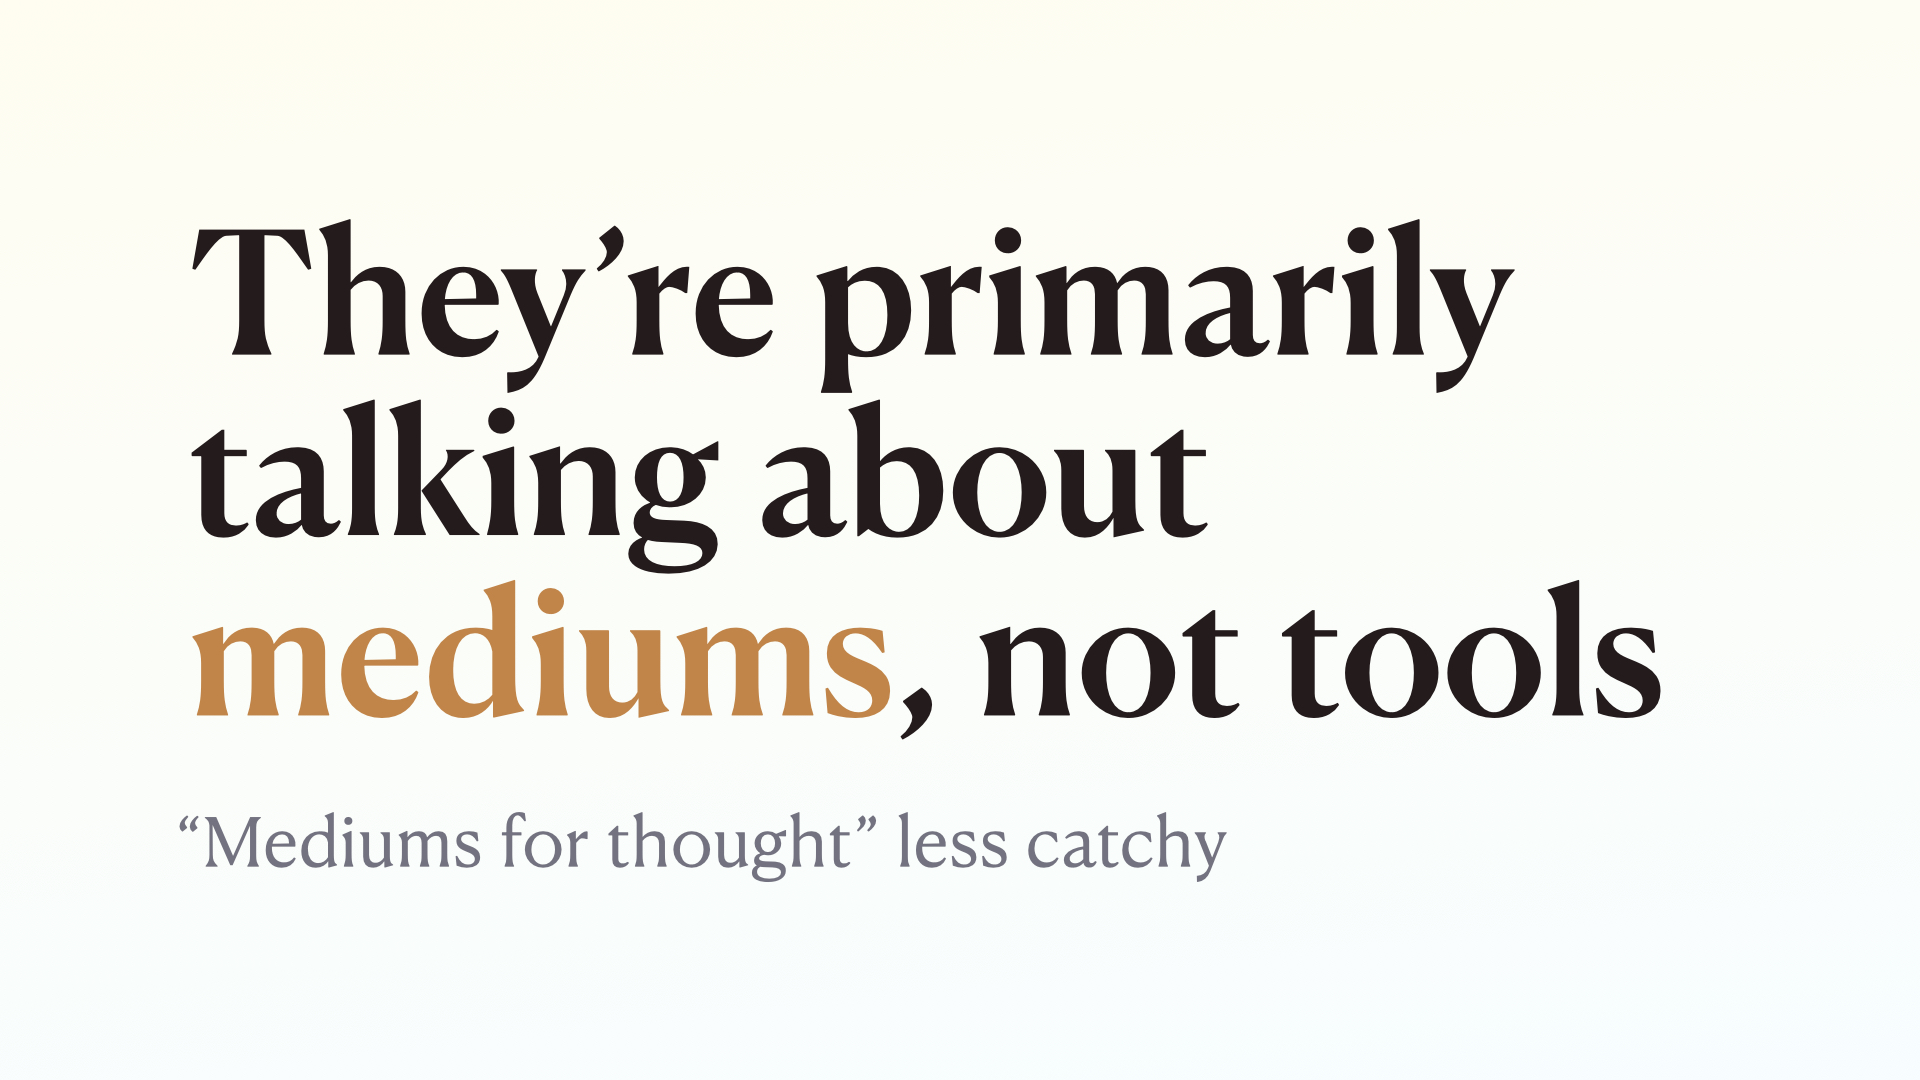 They’re primarily
talking about
mediums, not tools
“Mediums for thought” less catchy